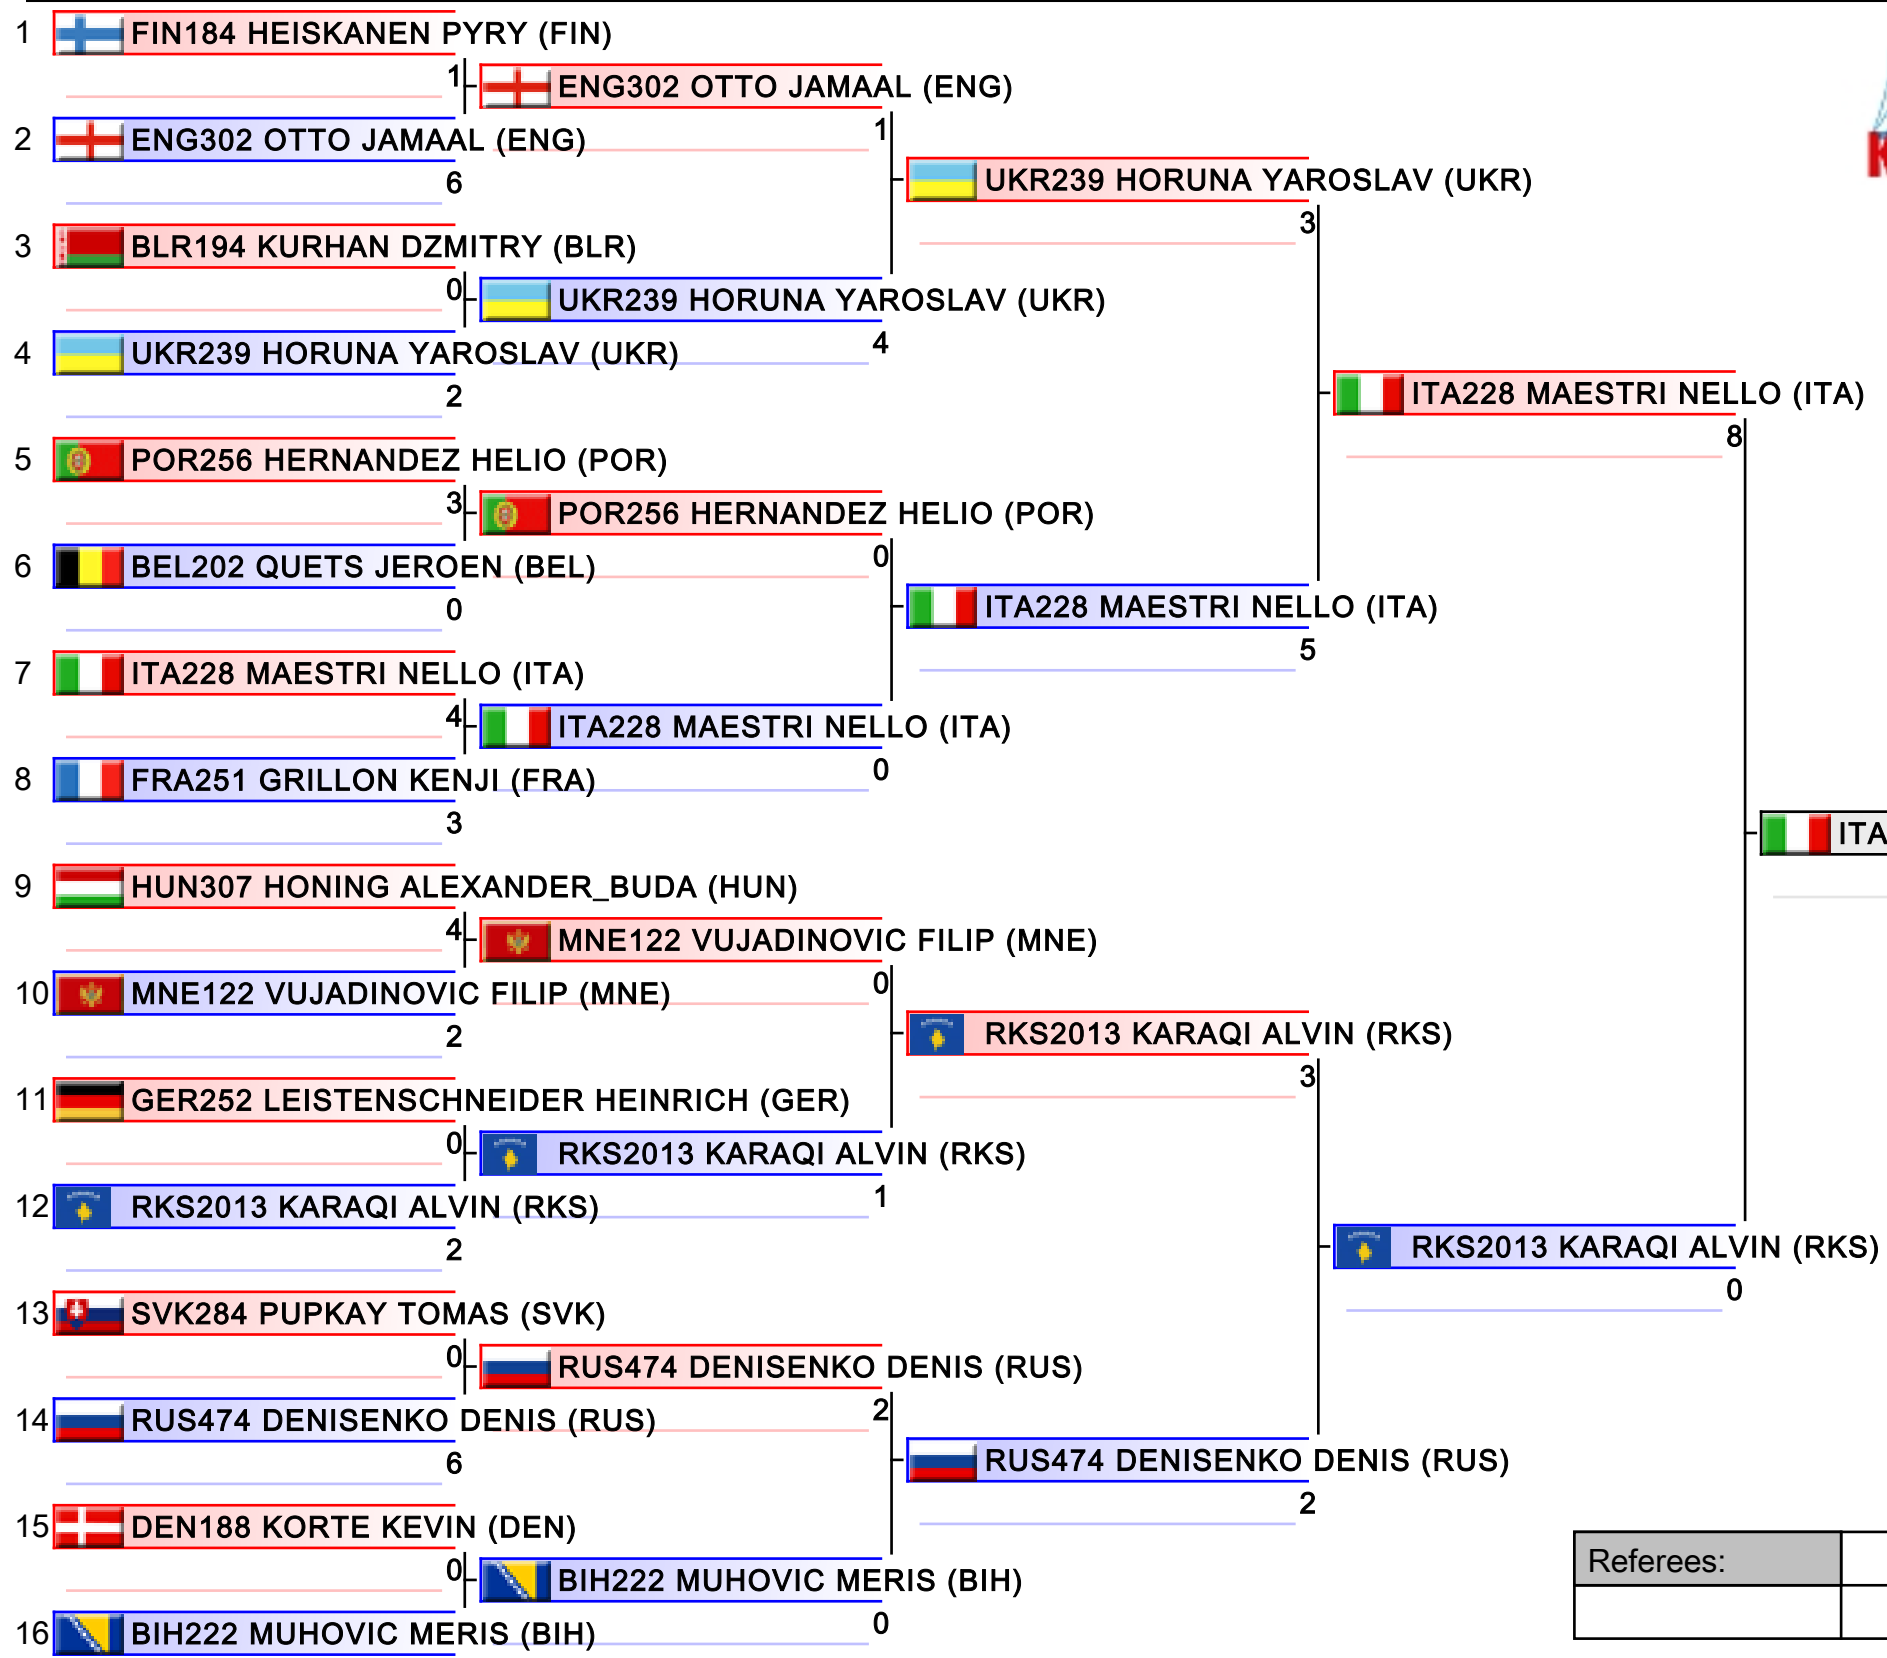 1 FIN184 HEISKANEN PYRY (FIN)
1 ENG302 OTTO JAMAAL (ENG)
2 ENG302 OTTO JAMAAL (ENG)
1
6
UKR239 HORUNA YAROSLAV (UKR)
3
3 BLR194 KURHAN DZMITRY (BLR)
0 UKR239 HORUNA YAROSLAV (UKR)
4 UKR239 HORUNA YAROSLAV (UKR)
4
2
ITA228 MAESTRI NELLO (ITA)
8
5 POR256 HERNANDEZ HELIO (POR)
3 POR256 HERNANDEZ HELIO (POR)
0
6 BEL202 QUETS JEROEN (BEL)
0
ITA228 MAESTRI NELLO (ITA)
5
7 ITA228 MAESTRI NELLO (ITA)
4 ITA228 MAESTRI NELLO (ITA)
0
8 FRA251 GRILLON KENJI (FRA)
3
ITA
9 HUN307 HONING ALEXANDER_BUDA (HUN)
4 MNE122 VUJADINOVIC FILIP (MNE)
0
10 MNE122 VUJADINOVIC FILIP (MNE)
2
RKS2013 KARAQI ALVIN (RKS)
3
11 GER252 LEISTENSCHNEIDER HEINRICH (GER)
0 RKS2013 KARAQI ALVIN (RKS)
1
12 RKS2013 KARAQI ALVIN (RKS)
2
RKS2013 KARAQI ALVIN (RKS)
0
13 SVK284 PUPKAY TOMAS (SVK)
0 RUS474 DENISENKO DENIS (RUS)
2
14 RUS474 DENISENKO DENIS (RUS)
6
RUS474 DENISENKO DENIS (RUS)
2
15 DEN188 KORTE KEVIN (DEN)
0 BIH222 MUHOVIC MERIS (BIH)
0
16 BIH222 MUHOVIC MERIS (BIH)
Referees: